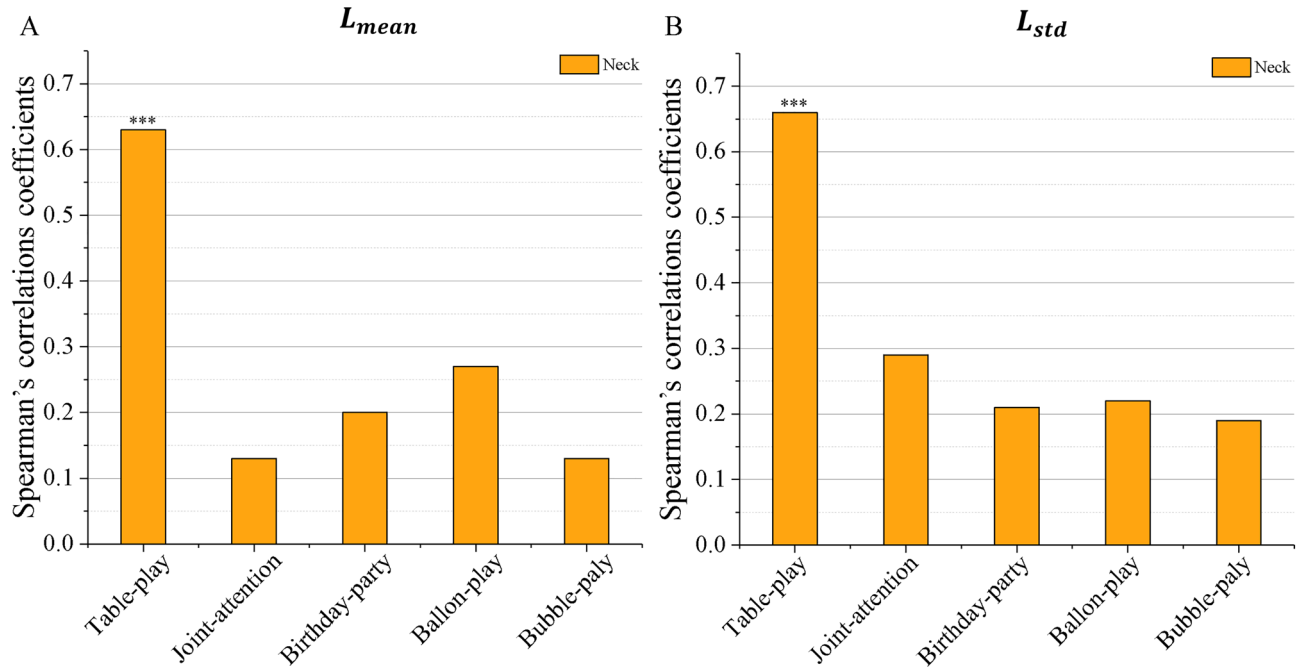 A
L_mean
Neck
Spearman’s correlations coefficients
0.7
0.6
0.5
0.4
0.3
0.2
0.1
0.0
***
Table-play
Joint-attention
Birthday-party
Ballon-play
Bubble-paly
B
L_std
Neck
Spearman’s correlations coefficients
0.7
0.6
0.5
0.4
0.3
0.2
0.1
0.0
***
Table-play
Joint-attention
Birthday-party
Ballon-play
Bubble-paly